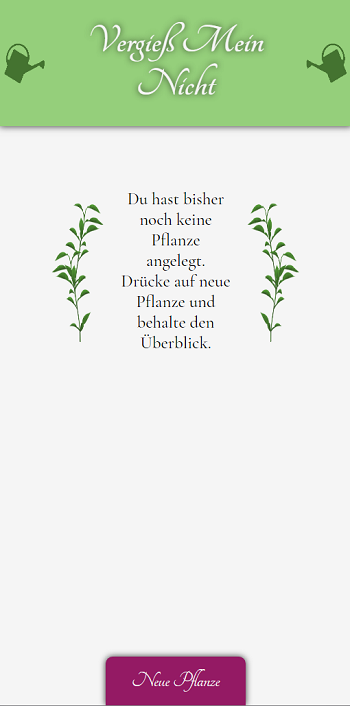 Vergieß Mein
Nicht
Du hast bisher
noch keine
Pflanze
angelegt.
Drücke auf neue
Pflanze und
behalte den
Überblick.
Neue Pflanze